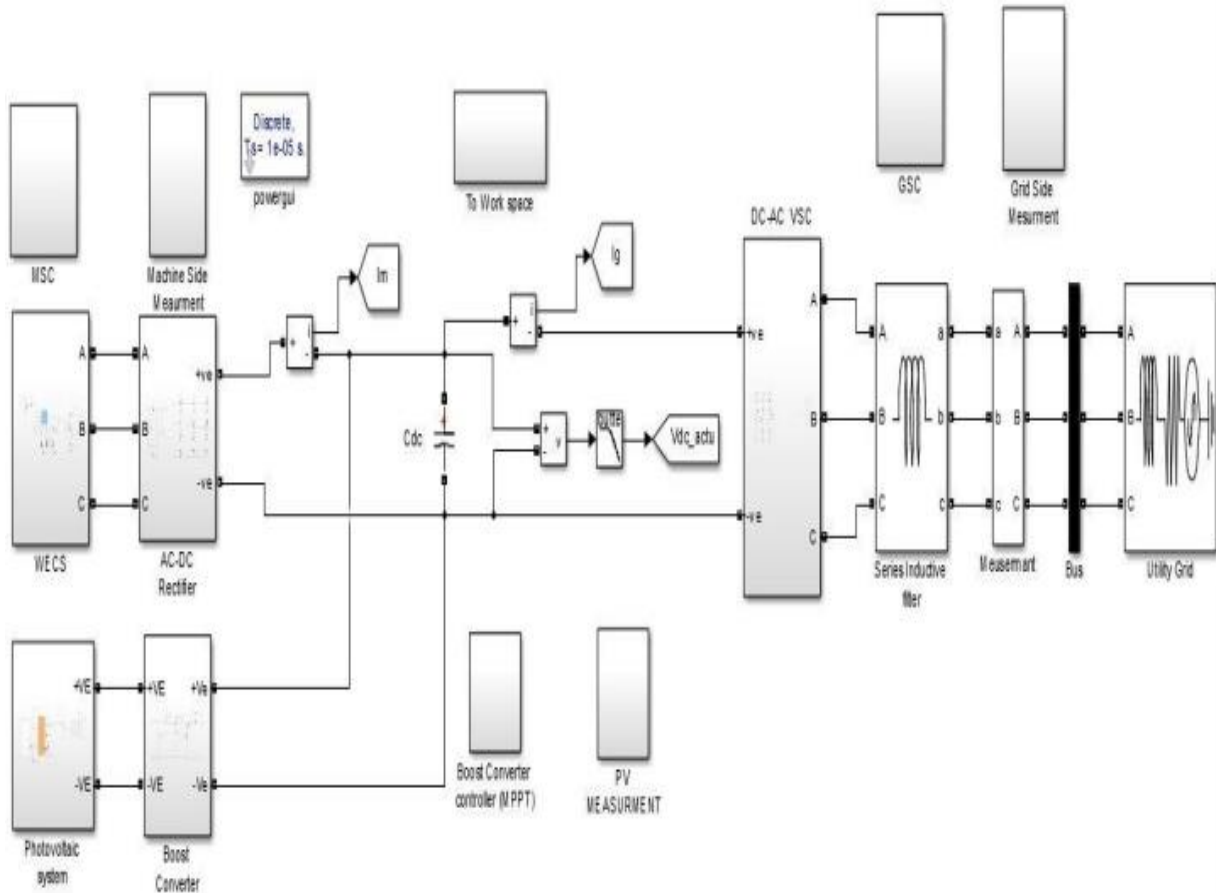 Discrete,
Ts = 1e-05 s.
powergui
To Work space
GSC
Grid Side
Mesurment
MSC
Machine Side
Meaurment
Im
Ig
DC-AC VSC
i
+
-
i
+
-
A
B
C
A
B
C
+ve
-ve
Cdc
+
-
v
Vdc_actu
+ve
-ve
A
B
C
A
B
C
a
b
c
a
b
c
A
B
C
A
B
C
WECS
AC-DC
Rectifier
Series Inductive
filter
Meusermant
Bus
Utility Grid
+VE
-VE
+VE
-VE
+Ve
-Ve
Photovoltaic
system
Boost
Converter
Boost Converter
controller (MPPT)
PV
MEASURMENT